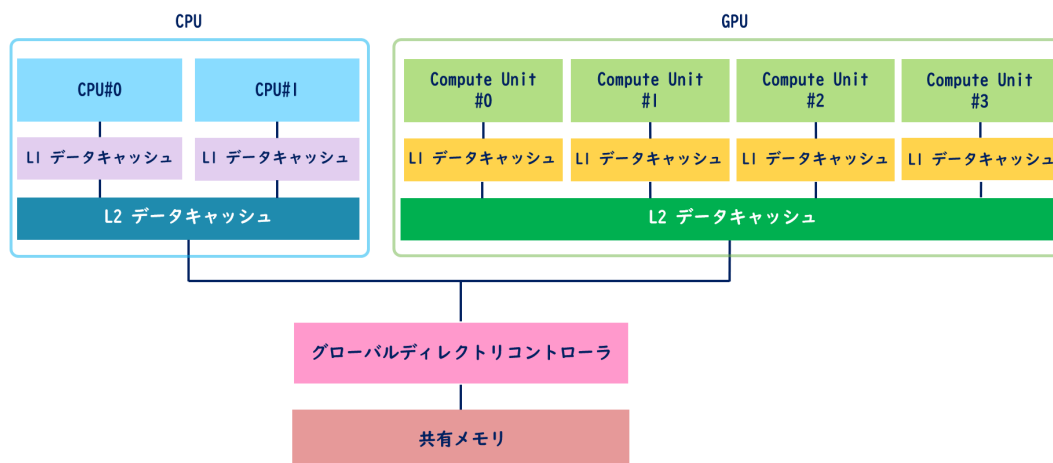 CPU
GPU
CPU#0
CPU#1
Compute Unit
#0
Compute Unit
#1
Compute Unit
#2
Compute Unit
#3
L1 データキャッシュ
L1 データキャッシュ
L1 データキャッシュ
L1 データキャッシュ
L1 データキャッシュ
L1 データキャッシュ
L2 データキャッシュ
L2 データキャッシュ
グローバルディレクトリコントローラ
共有メモリ